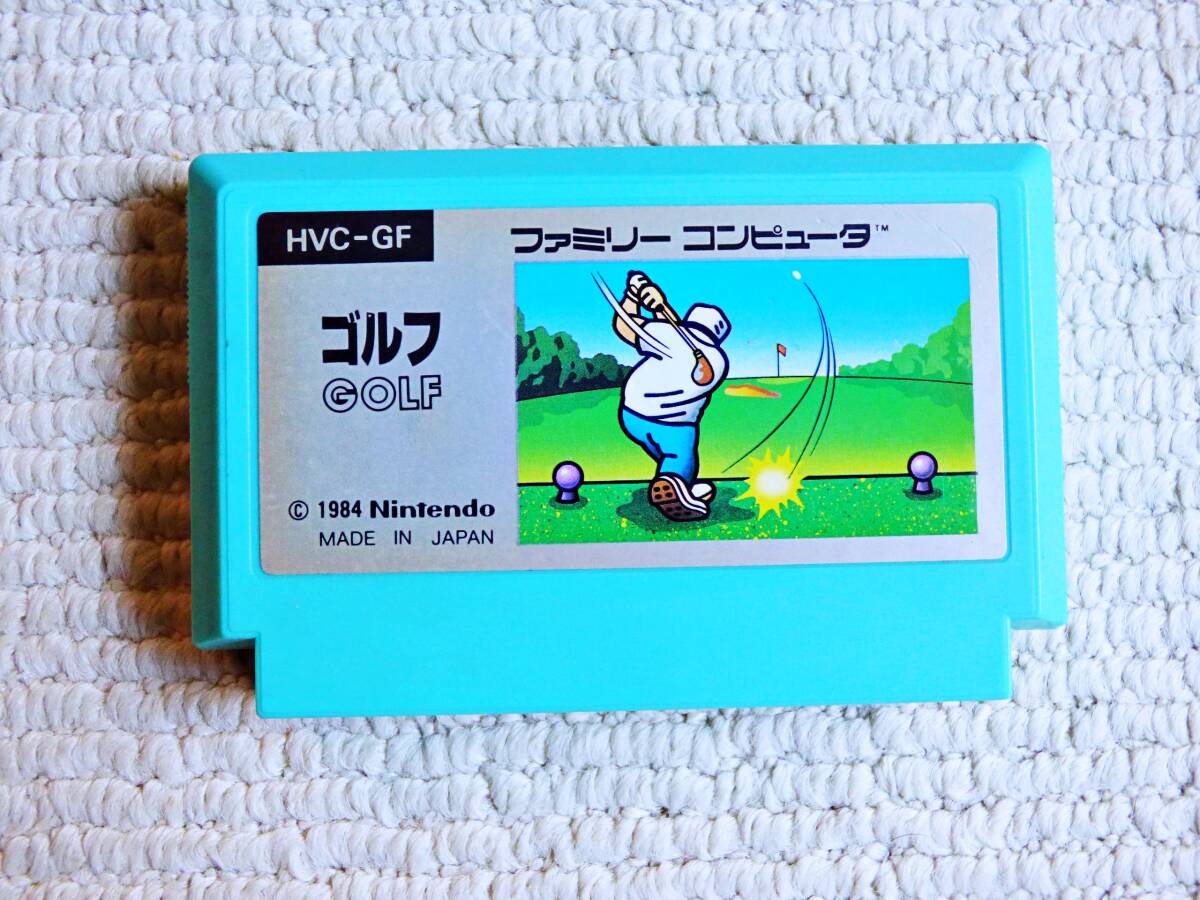 HVC-GF
ファミリー コンピュータ™
ゴルフ
GOLF
© 1984 Nintendo
MADE IN JAPAN